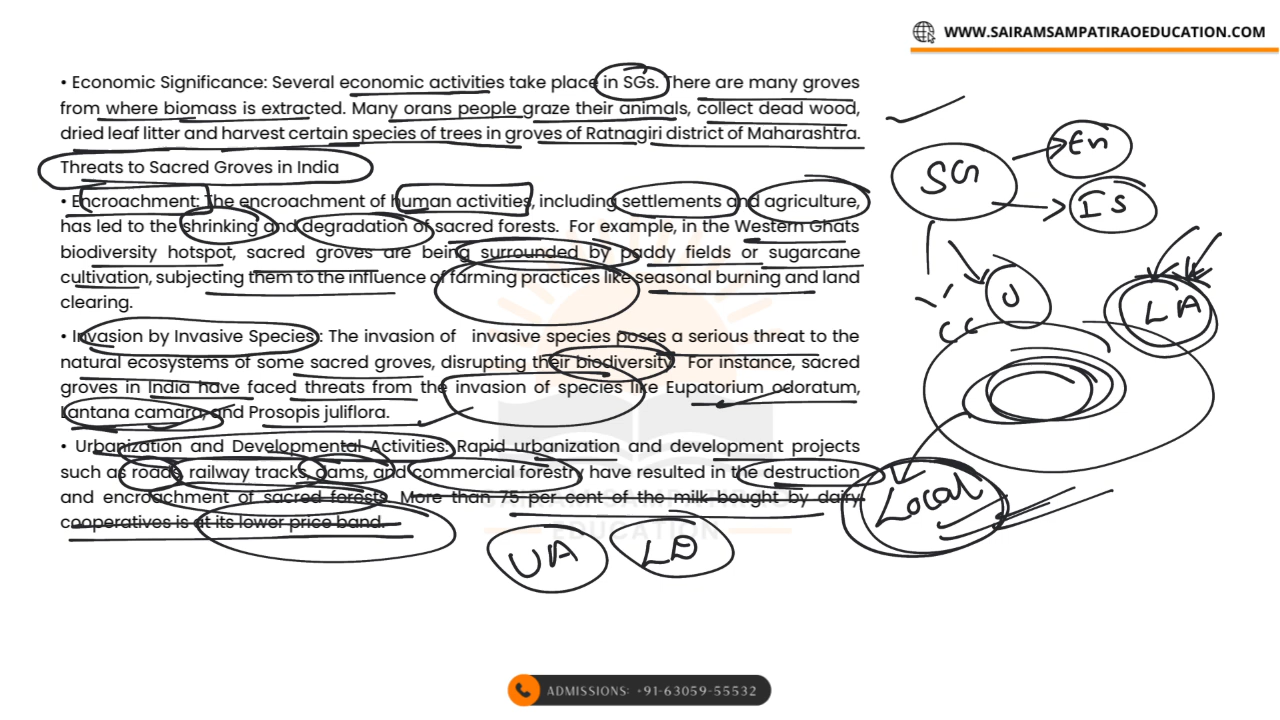 WWW.SAIRAMSAMPATIRAOEDUCATION.COM
• Economic Significance: Several economic activities take place in SGs. There are many groves
from where biomass is extracted. Many orans people graze their animals, collect dead wood,
dried leaf litter and harvest certain species of trees in groves of Ratnagiri district of Maharashtra.
Threats to Sacred Groves in India
• Encroachment: The encroachment of human activities, including settlements and agriculture,
has led to the shrinking and degradation of sacred forests. For example, in the Western Ghats
biodiversity hotspot, sacred groves are being surrounded by paddy fields or sugarcane
cultivation, subjecting them to the influence of farming practices like seasonal burning and land
clearing.
• Invasion by Invasive Species: The invasion of invasive species poses a serious threat to the
natural ecosystems of some sacred groves, disrupting their biodiversity. For instance, sacred
groves in India have faced threats from the invasion of species like Eupatorium odoratum,
Lantana camara, and Prosopis juliflora.
• Urbanization and Developmental Activities: Rapid urbanization and development projects
such as roads, railway tracks, dams, and commercial forestry have resulted in the destruction
and encroachment of sacred forests. More than 75 per cent of the milk bought by dairy
cooperatives is at its lower price band.
SG
En
IS
U
CC
LA
Local
UA
LD
SAIRAM SAMPATIRAO
EDUCATION
ADMISSIONS: +91-63059-55532